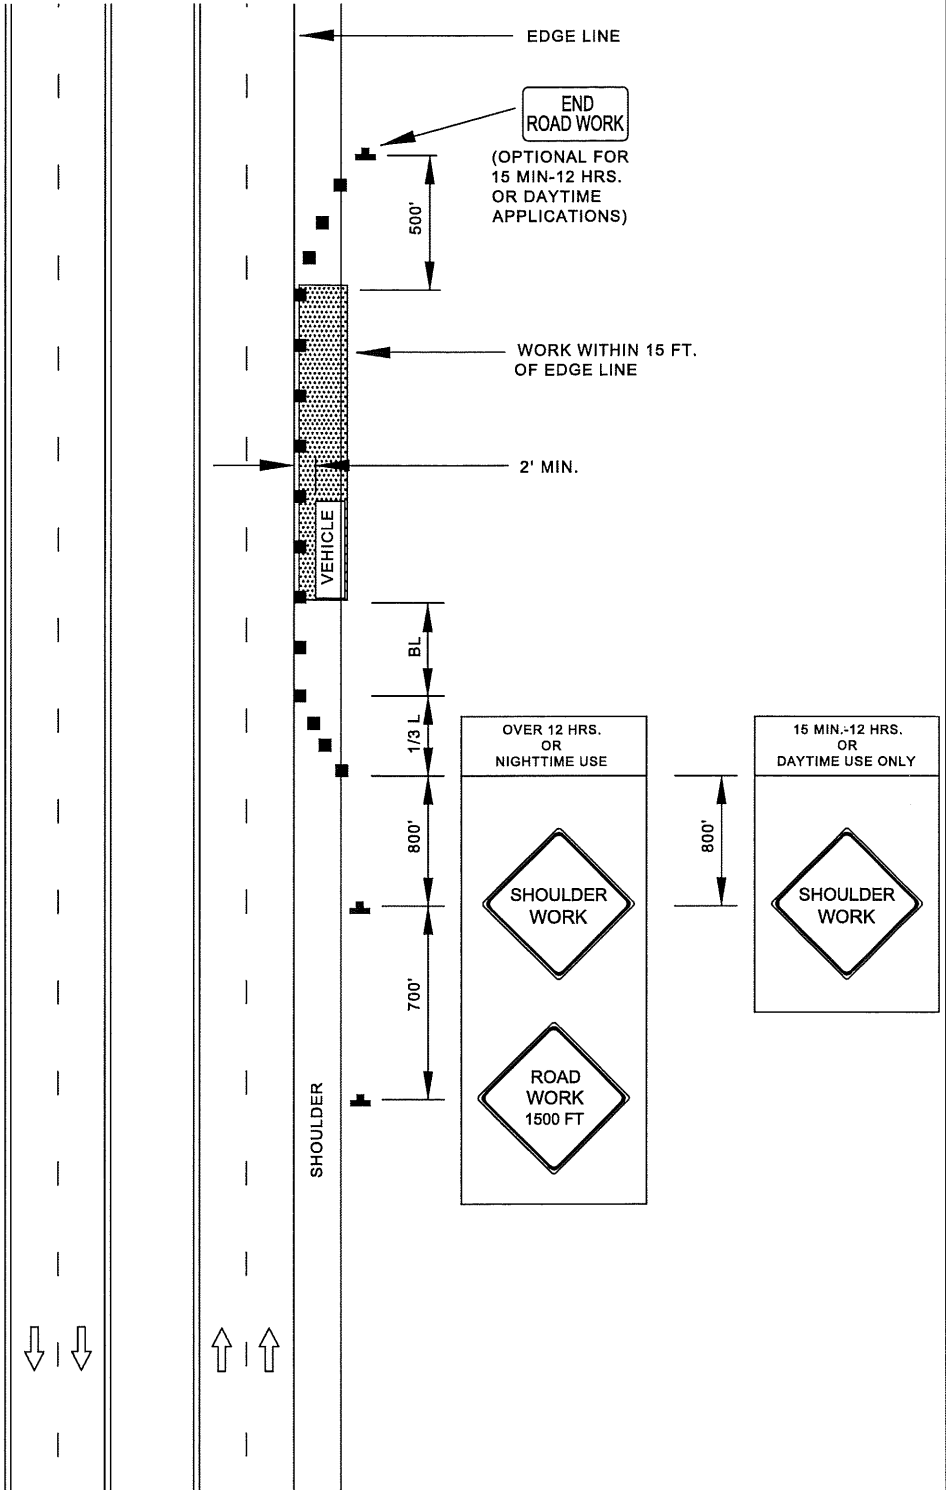 EDGE LINE
END
ROAD WORK
(OPTIONAL FOR
15 MIN-12 HRS.
OR DAYTIME
APPLICATIONS)
500'
WORK WITHIN 15 FT.
OF EDGE LINE
2' MIN.
VEHICLE
BL
1/3 L
OVER 12 HRS.
OR
NIGHTTIME USE
15 MIN.-12 HRS.
OR
DAYTIME USE ONLY
800'
800'
SHOULDER
WORK
SHOULDER
WORK
700'
ROAD
WORK
1500 FT
SHOULDER